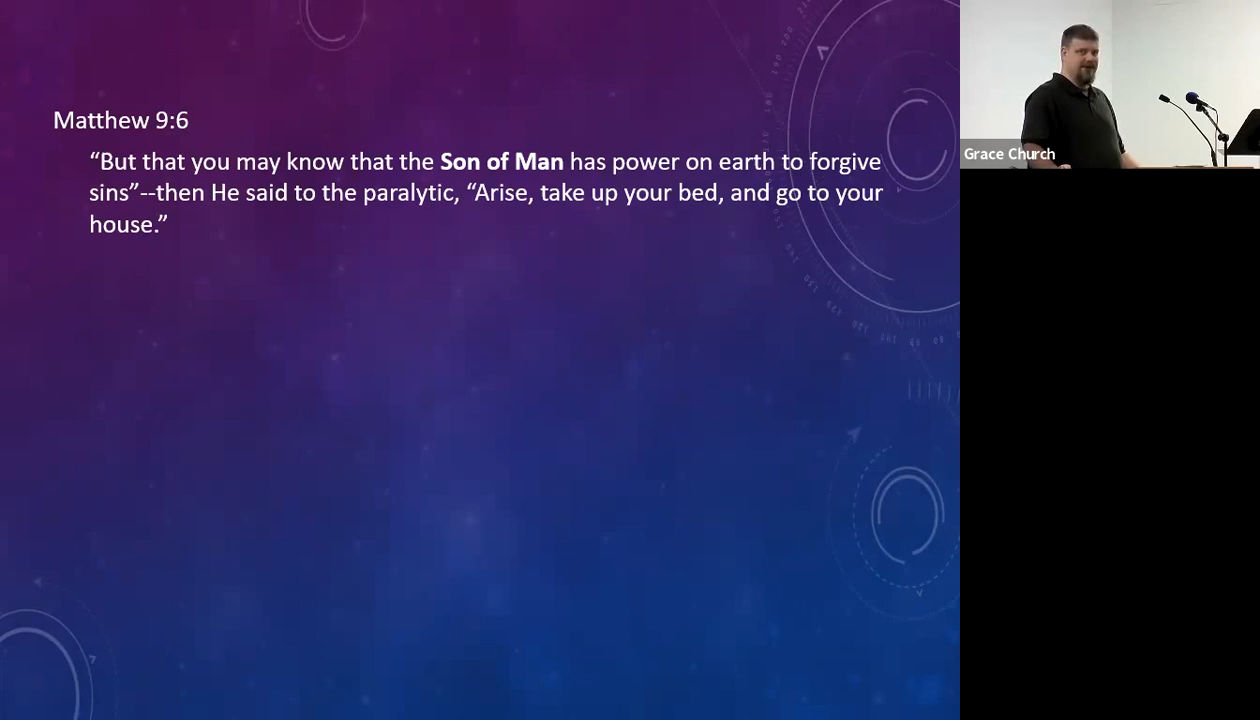 Matthew 9:6
“But that you may know that the Son of Man has power on earth to forgive
sins”--then He said to the paralytic, “Arise, take up your bed, and go to your
house.”
Grace Church